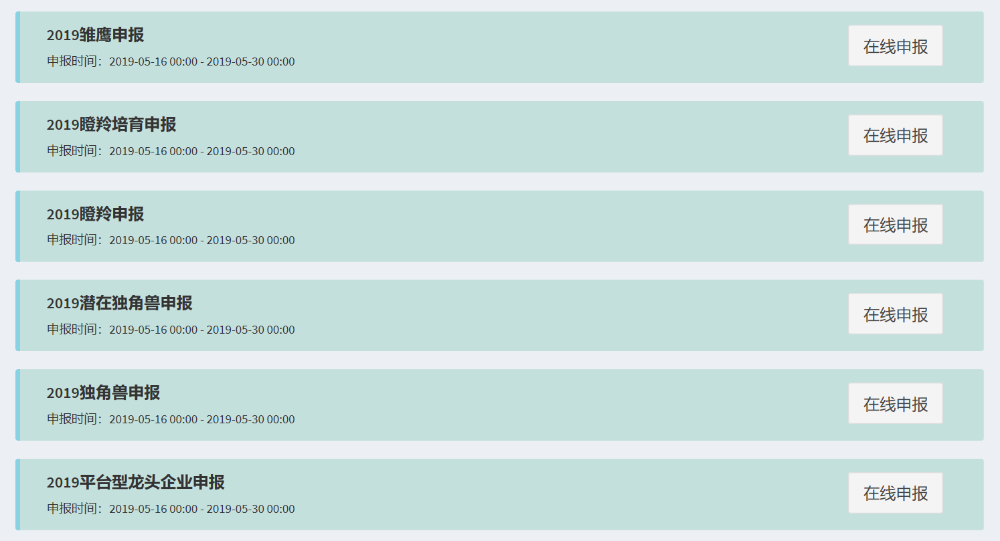 2019雏鹰申报
申报时间：2019-05-16 00:00 - 2019-05-30 00:00
在线申报
2019瞪羚培育申报
申报时间：2019-05-16 00:00 - 2019-05-30 00:00
在线申报
2019瞪羚申报
申报时间：2019-05-16 00:00 - 2019-05-30 00:00
在线申报
2019潜在独角兽申报
申报时间：2019-05-16 00:00 - 2019-05-30 00:00
在线申报
2019独角兽申报
申报时间：2019-05-16 00:00 - 2019-05-30 00:00
在线申报
2019平台型龙头企业申报
申报时间：2019-05-16 00:00 - 2019-05-30 00:00
在线申报